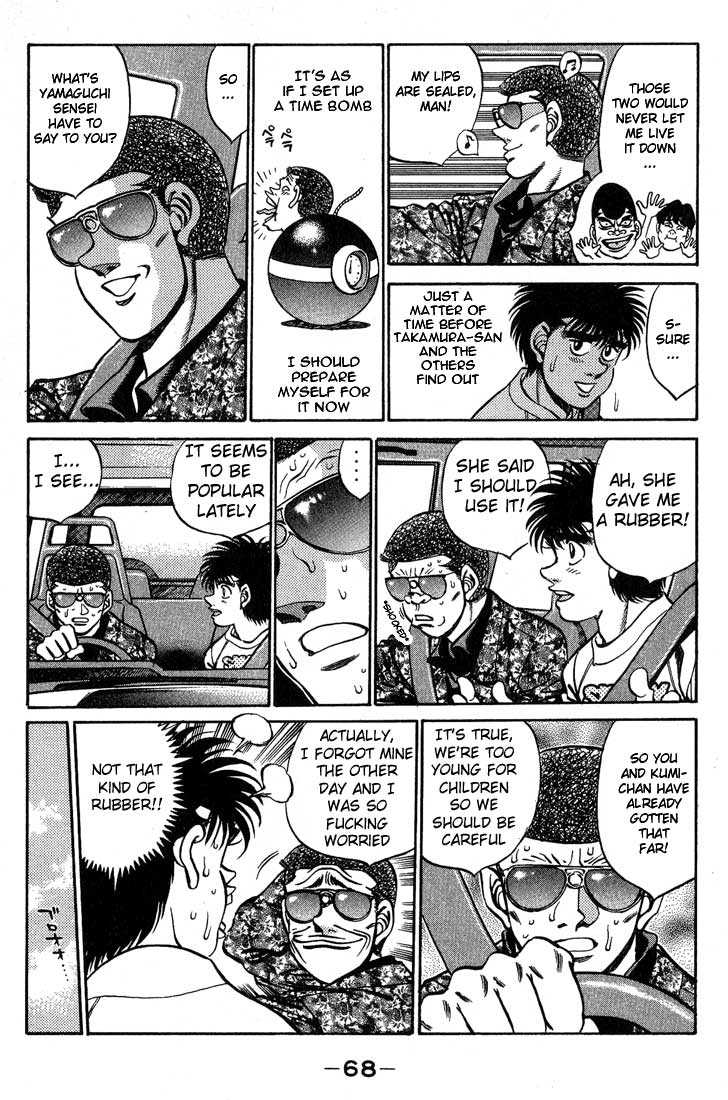 THOSE
TWO WOULD
NEVER LET
ME LIVE
IT DOWN
...
MY LIPS
ARE SEALED,
MAN!
S-
SURE
...
JUST A
MATTER OF
TIME BEFORE
TAKAMURA-SAN
AND THE
OTHERS
FIND OUT
IT'S AS
IF I SET UP
A TIME BOMB
I SHOULD
PREPARE
MYSELF FOR
IT NOW
SO
...
WHAT'S
YAMAGUCHI
SENSEI
HAVE TO
SAY TO YOU?
AH, SHE
GAVE ME
A RUBBER!
SHE SAID
I SHOULD
USE IT!
SHOCK?
...
IT SEEMS
TO BE
POPULAR
LATELY
I...
I SEE...
SO YOU
AND KUMI-
CHAN HAVE
ALREADY
GOTTEN
THAT
FAR!
IT'S TRUE,
WE'RE TOO
YOUNG FOR
CHILDREN
SO WE
SHOULD BE
CAREFUL
ACTUALLY,
I FORGOT MINE
THE OTHER
DAY AND I
WAS SO
FUCKING
WORRIED
NOT THAT
KIND OF
RUBBER!!
-68-